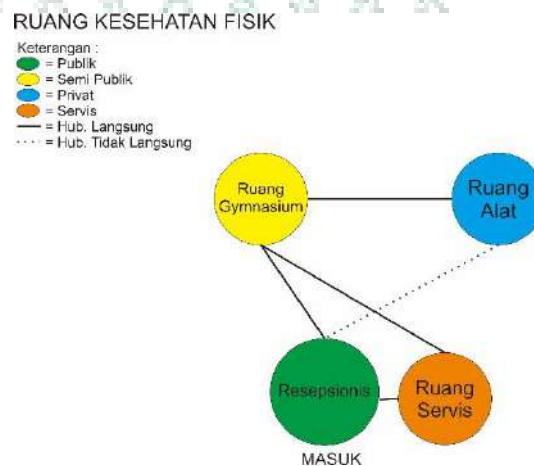 RUANG KESEHATAN FISIK
Keterangan :
= Publik
= Semi Publik
= Privat
= Servis
= Hub. Langsung
= Hub. Tidak Langsung
Ruang
Gymnasium
Ruang
Alat
Resepsionis
Ruang
Servis
MASUK